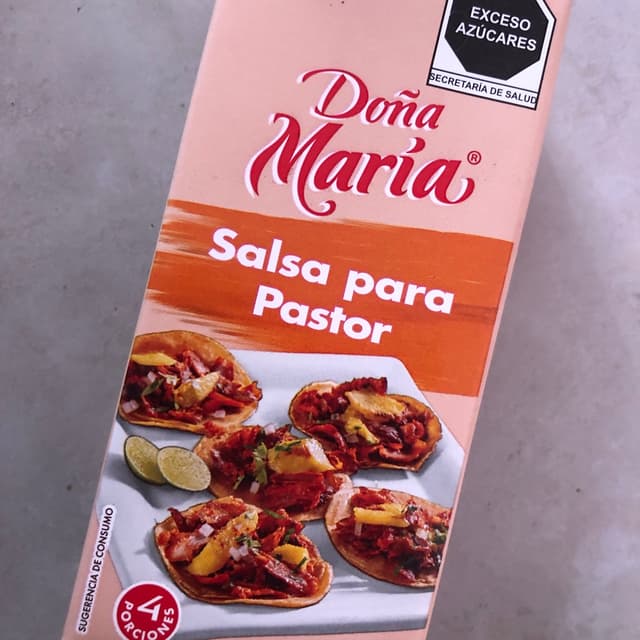 EXCESO
AZÚCARES
SECRETARÍA DE SALUD
Doña
María®
Salsa para
Pastor
SUGERENCIA DE CONSUMO
4
PORCIONES